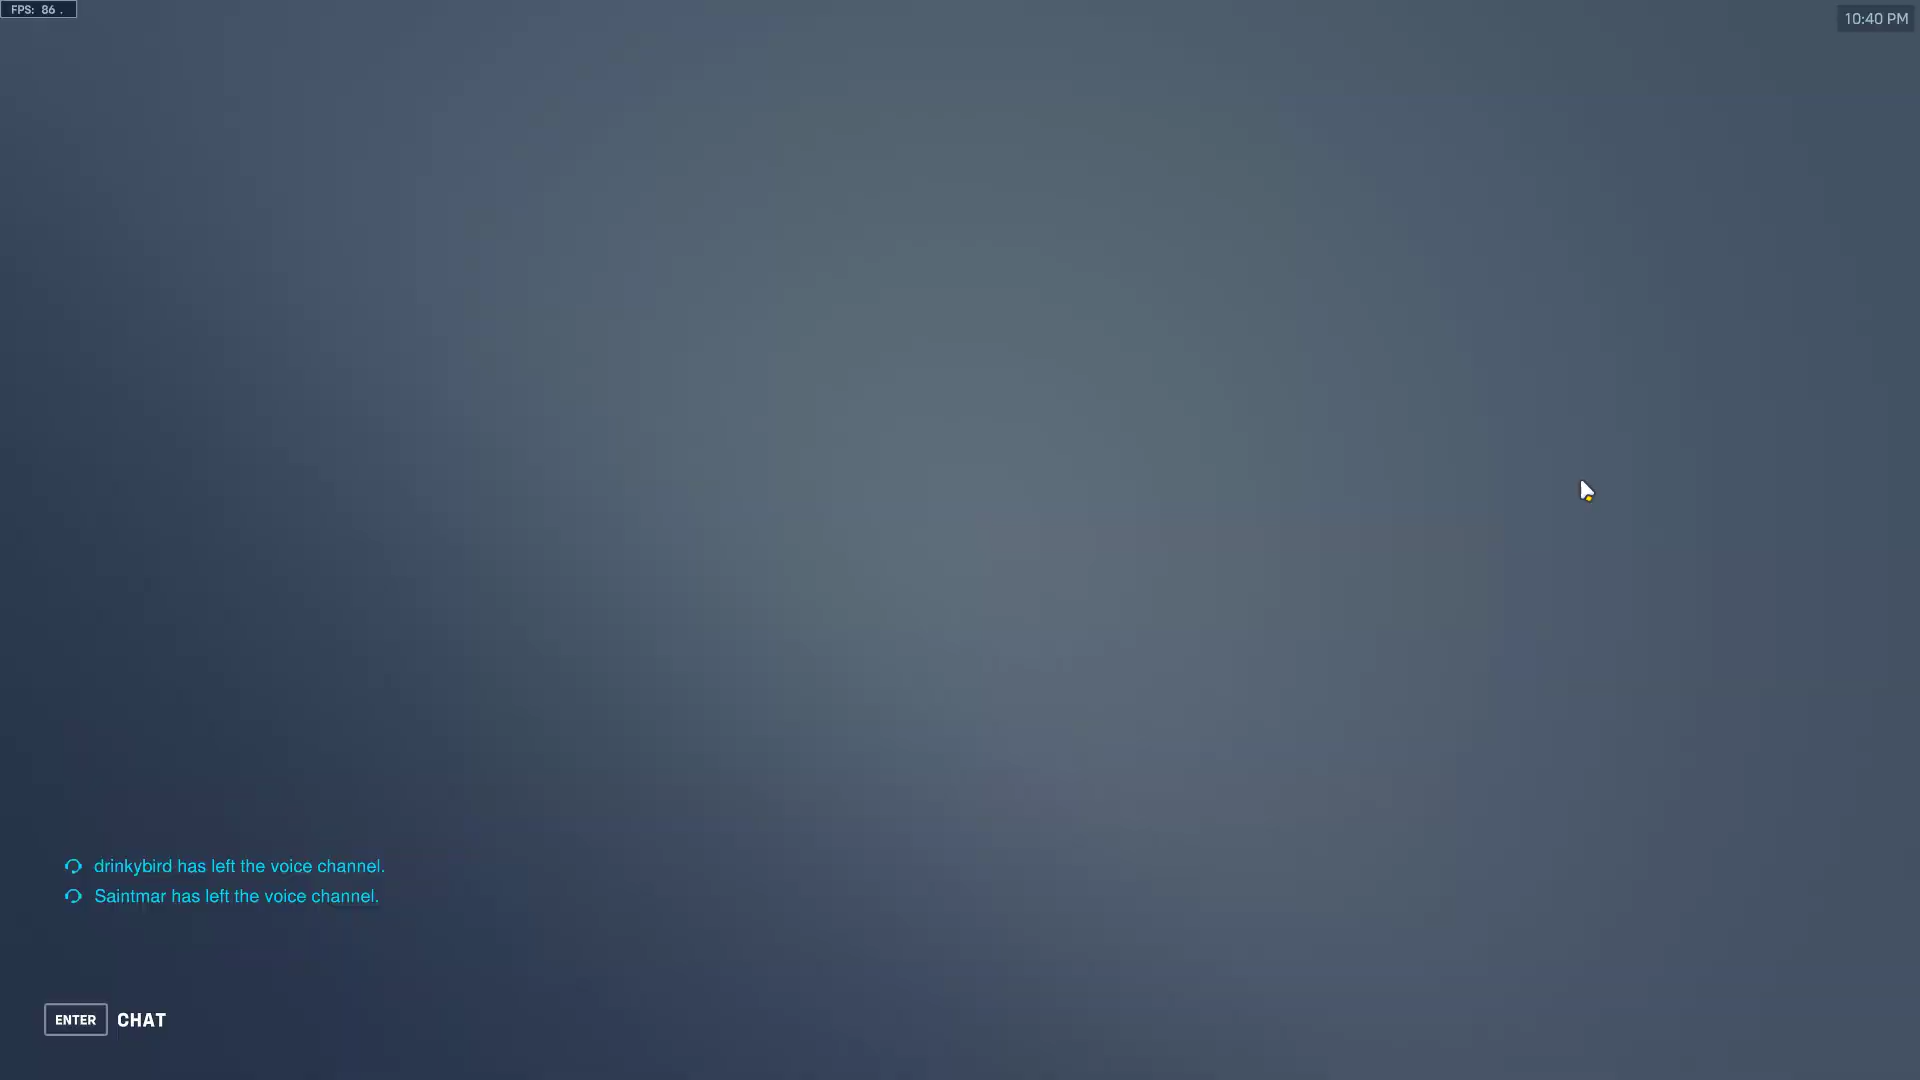 FPS: 86 .
10:40 PM
drinkybird has left the voice channel.
Saintmar has left the voice channel.
ENTER CHAT